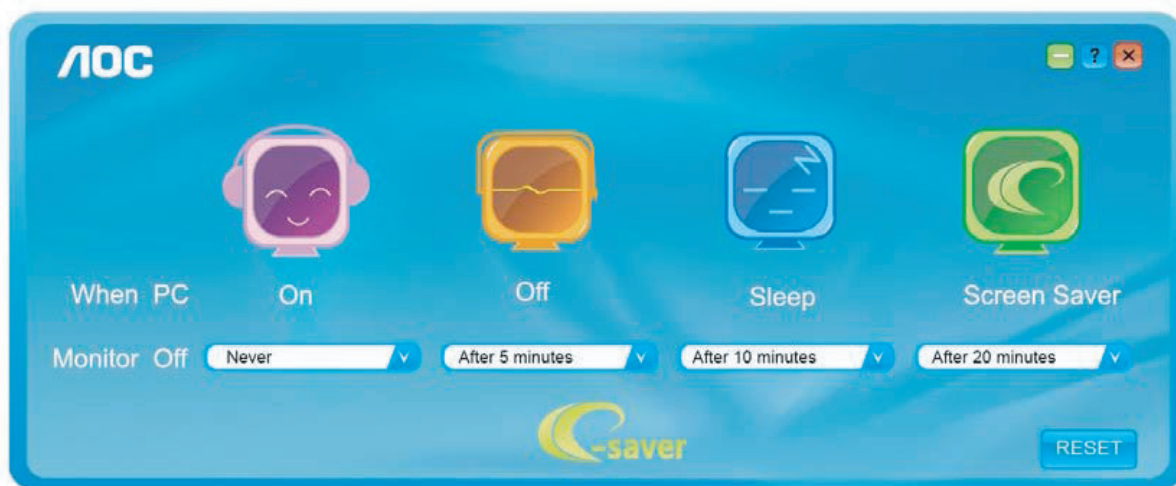 AOC
?
When PC On Off Sleep Screen Saver
Monitor Off Never After 5 minutes After 10 minutes After 20 minutes
e-saver
RESET